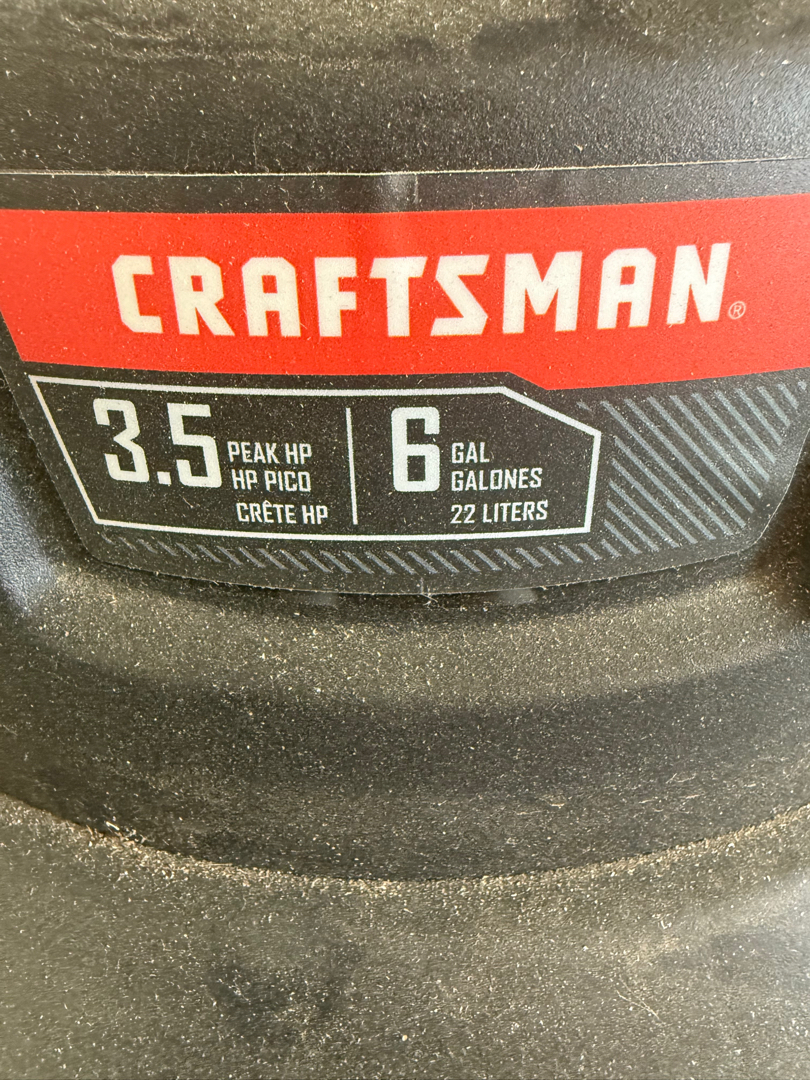 CRAFTSMAN®
3.5 PEAK HP
HP PICO
CRÊTE HP
6 GAL
GALONES
22 LITERS